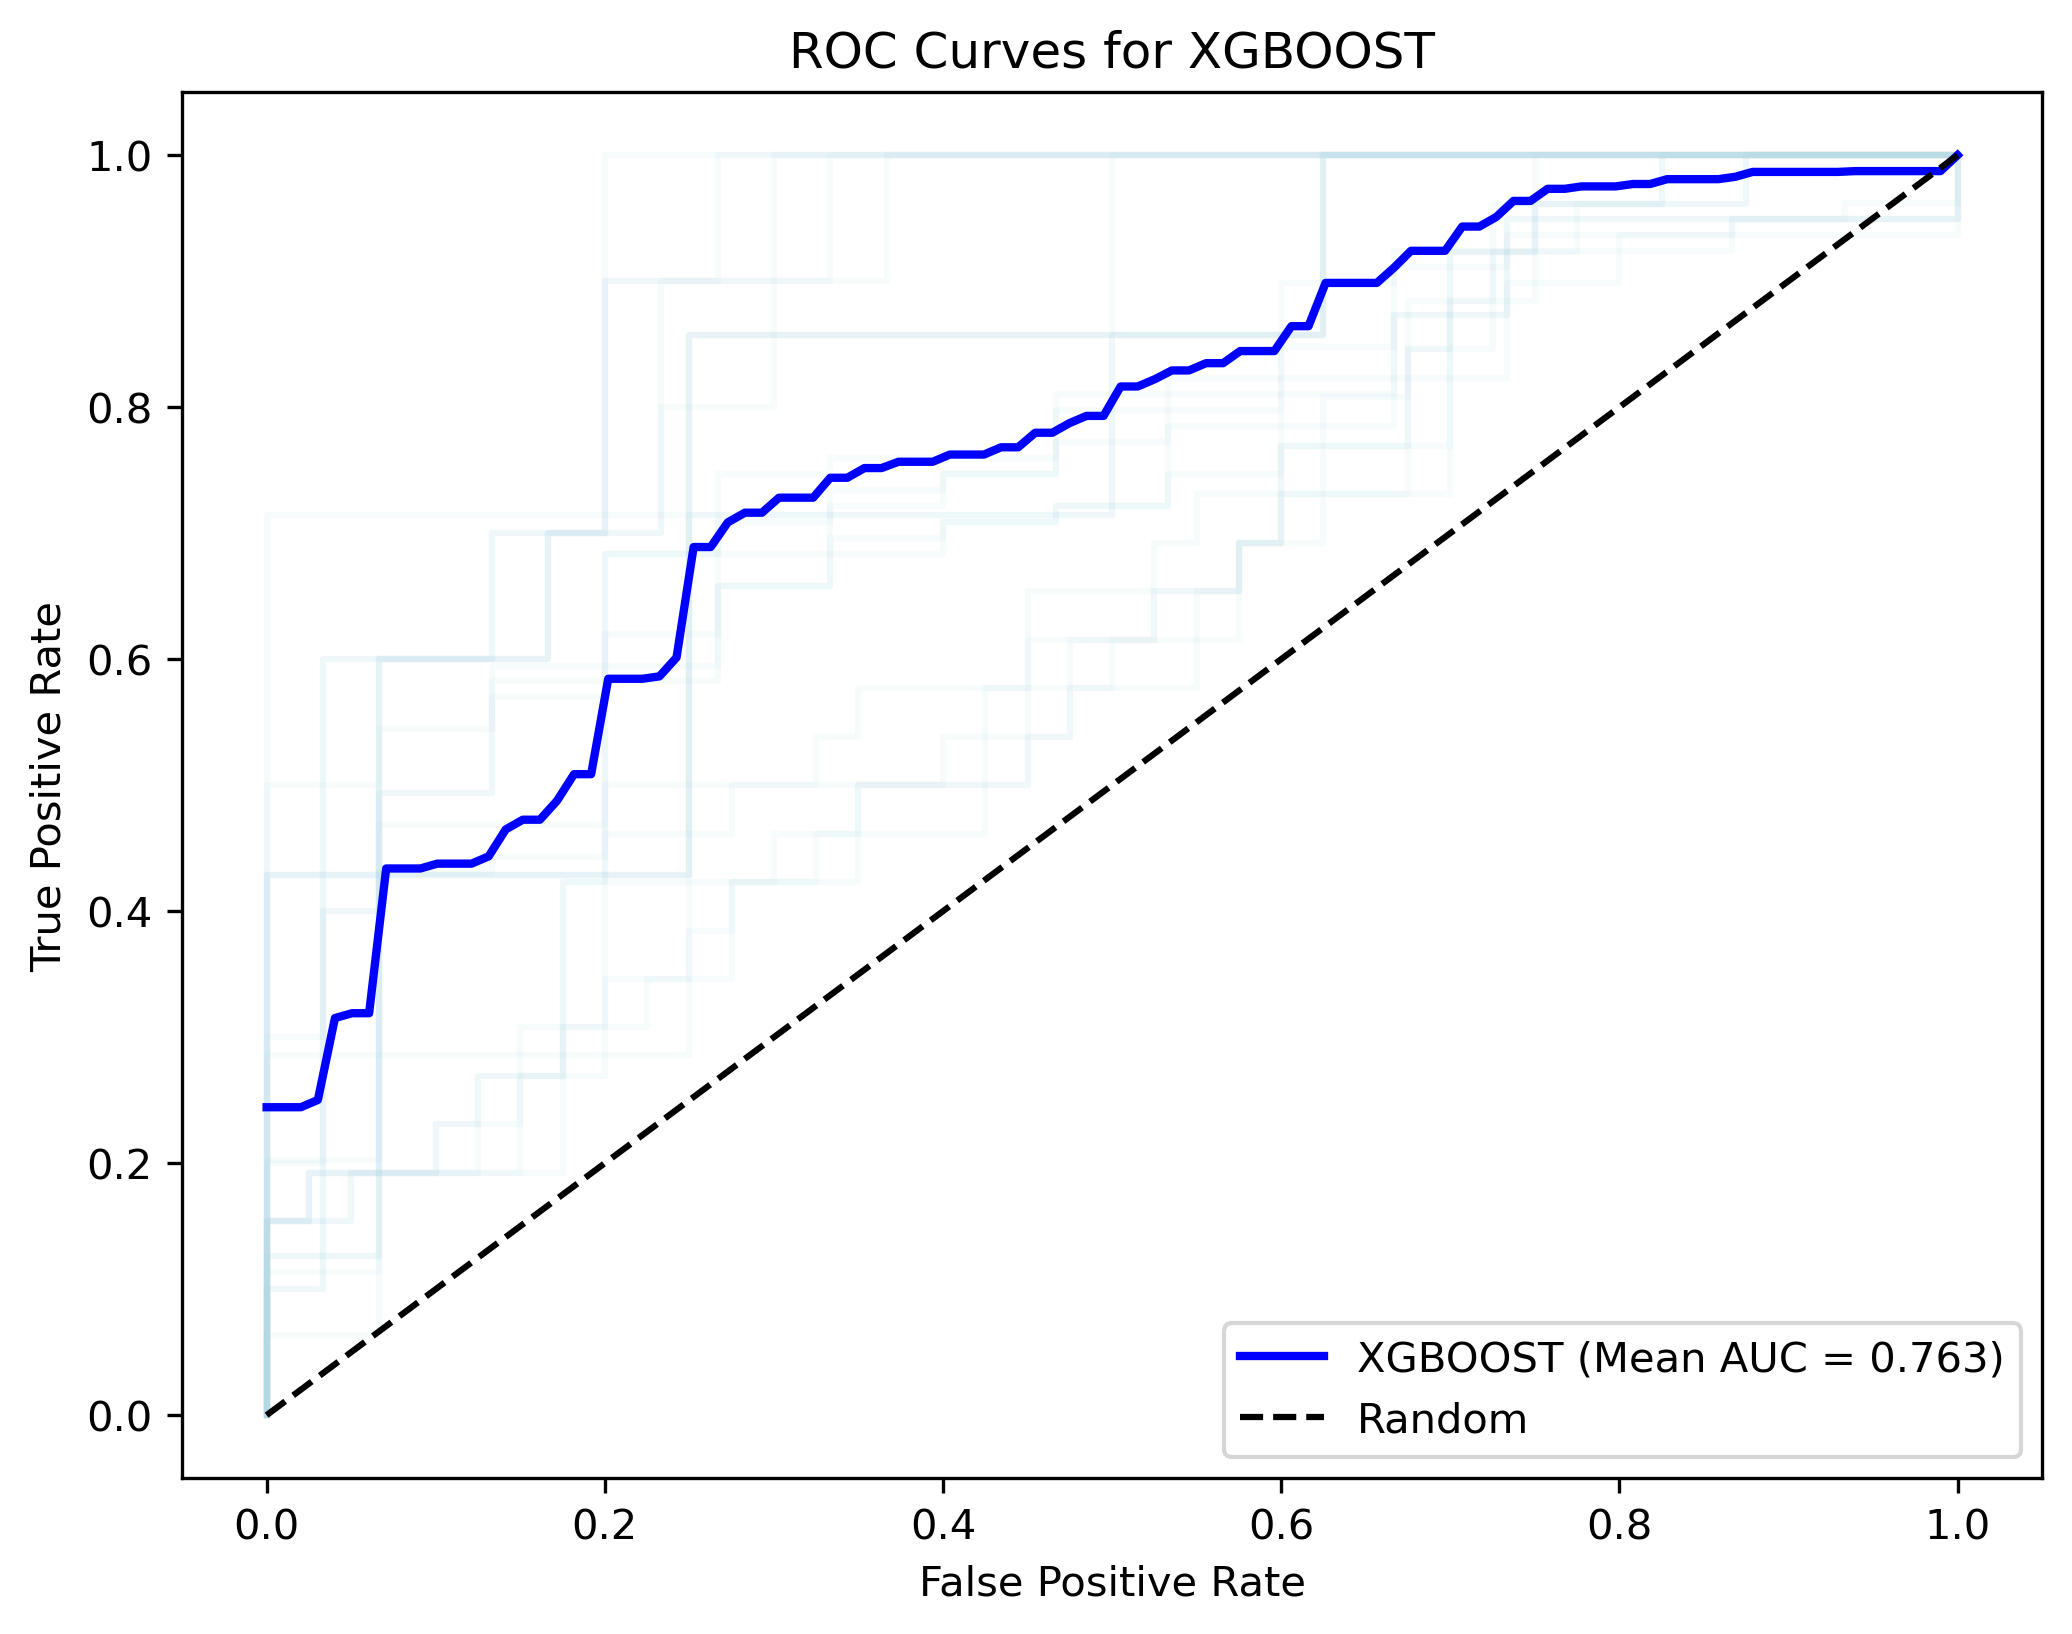 ROC Curves for XGBOOST
1.0
0.8
0.6
0.4
0.2
0.0
True Positive Rate
XGBOOST (Mean AUC = 0.763)
Random
0.0 0.2 0.4 0.6 0.8 1.0
False Positive Rate